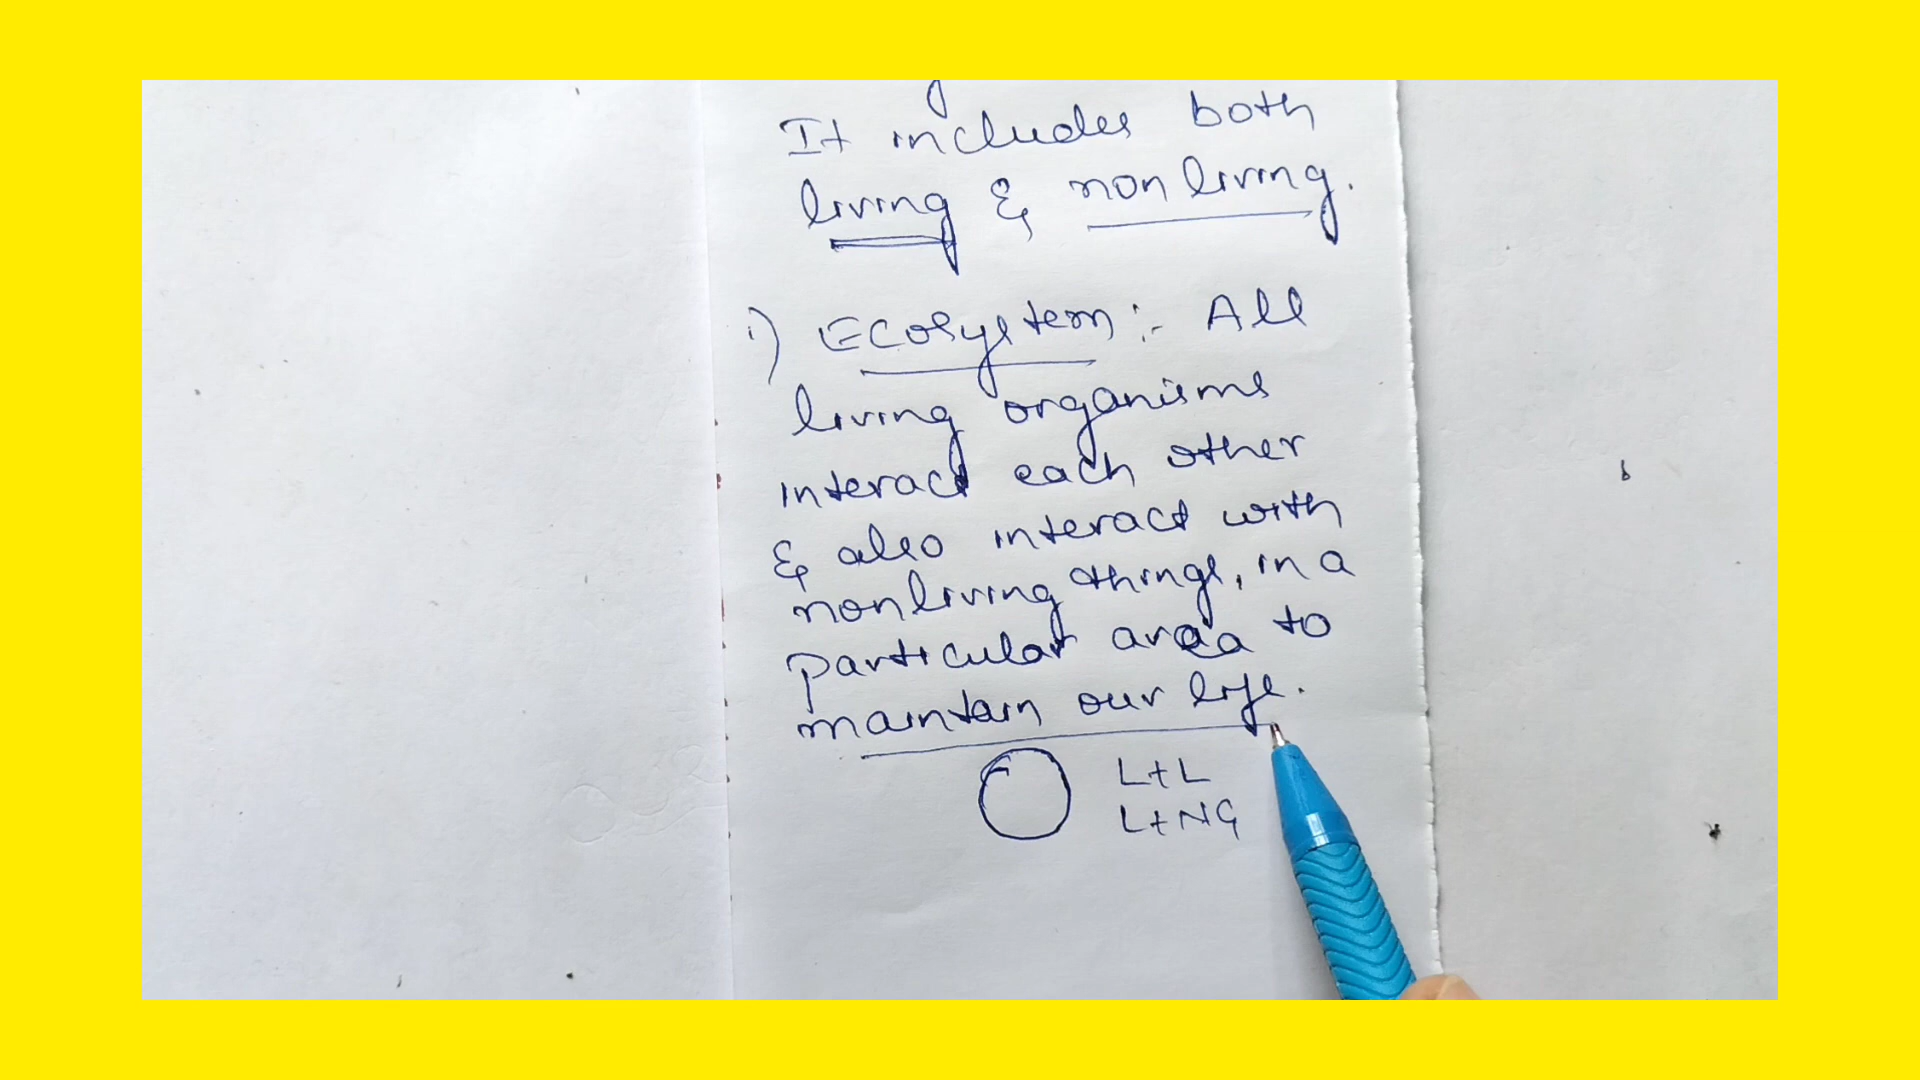 It includes both
living & non living.
i) Ecosystem :- All
living organisms
interact each other
& also interact with
nonliving things, in a
particular area to
maintain our life.
L+L
L+NG